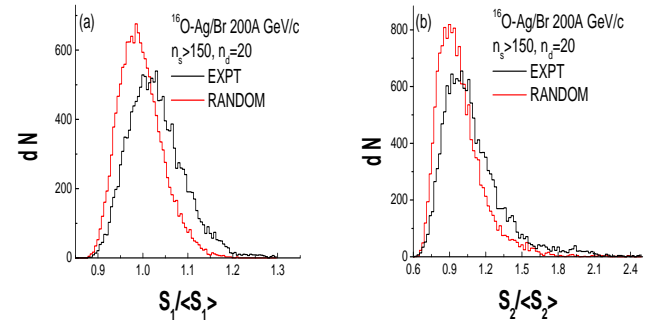 (a)
¹⁶O-Ag/Br 200A GeV/c
nₛ>150, n_d=20
EXPT
RANDOM
600
400
200
0
d N
0.9 1.0 1.1 1.2 1.3
S₁/<S₁>
(b)
¹⁶O-Ag/Br 200A GeV/c
nₛ>150, n_d=20
EXPT
RANDOM
800
600
400
200
0
d N
0.6 0.9 1.2 1.5 1.8 2.1 2.4
S₂/<S₂>